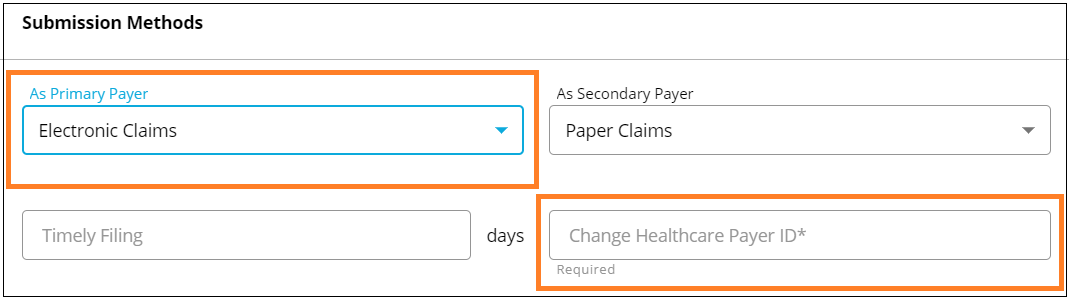 Submission Methods
As Primary Payer
As Secondary Payer
Electronic Claims
Paper Claims
Timely Filing
days
Change Healthcare Payer ID*
Required